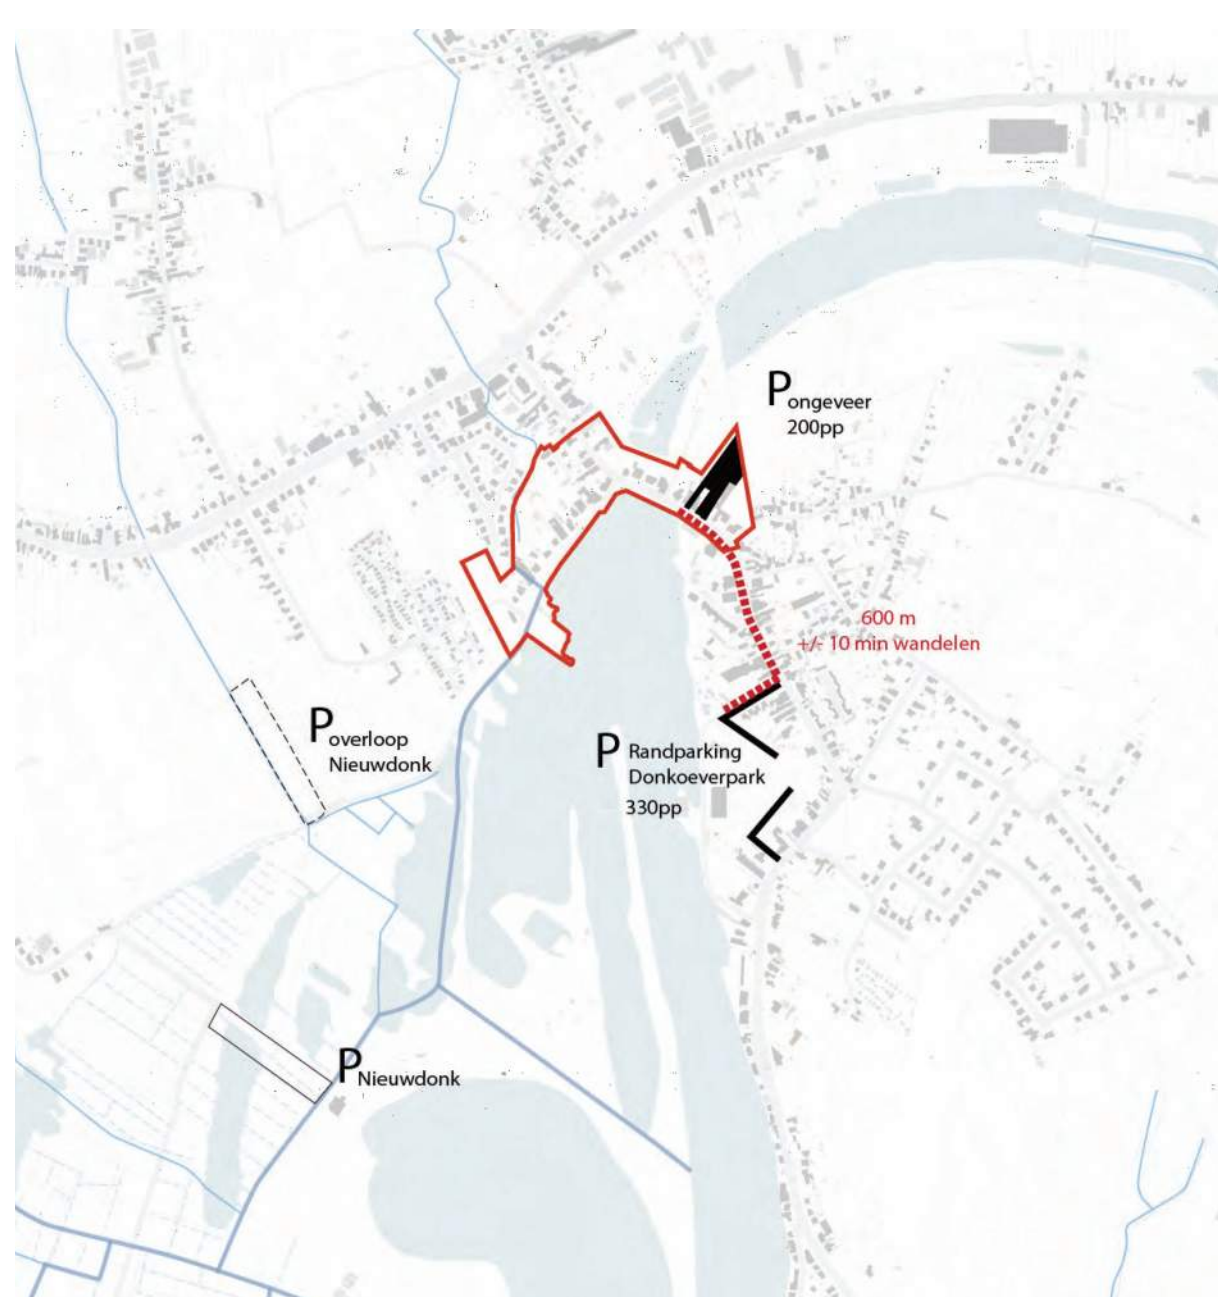 P ongeveer
200pp
600 m
+/- 10 min wandelen
P overloop
Nieuwdonk
P Randparking
Donkoeverpark
330pp
P Nieuwdonk